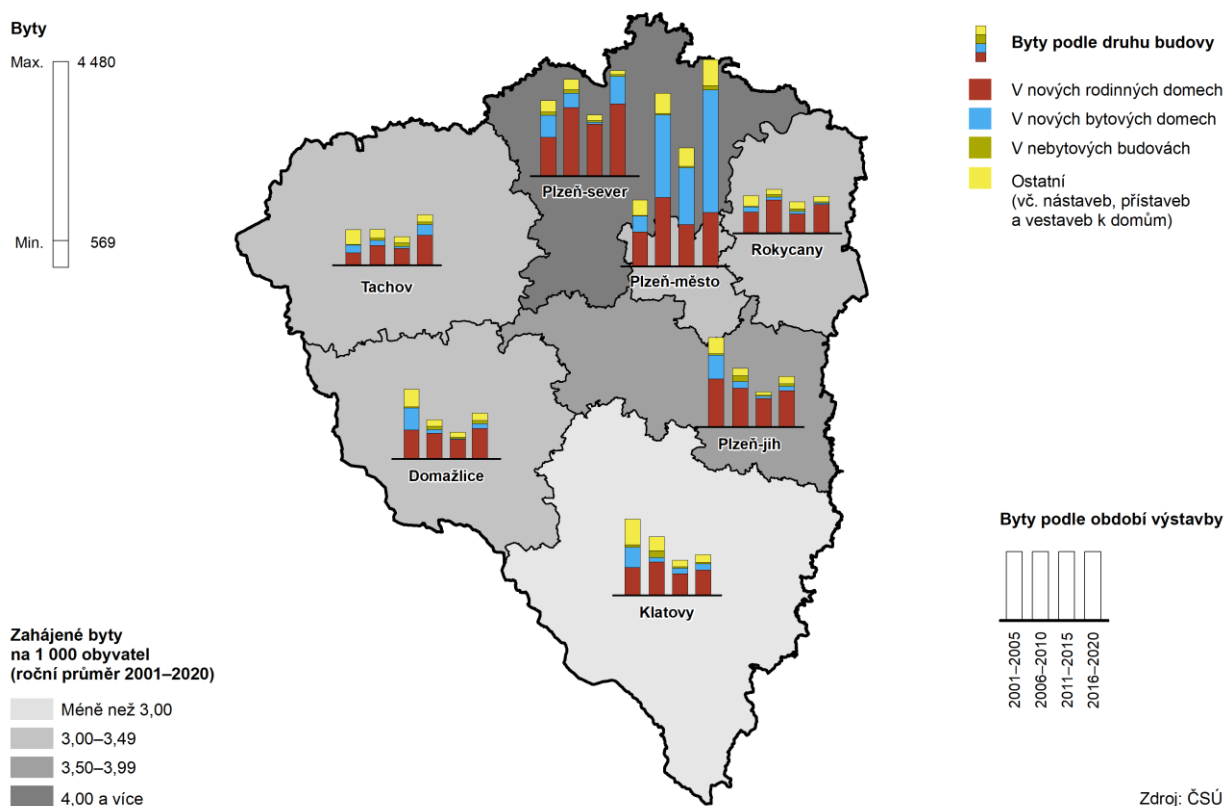 Byty
Max. 4 480
Min. 569
Byty podle druhu budovy
V nových rodinných domech
V nových bytových domech
V nebytových budovách
Ostatní
(vč. nástaveb, přístaveb
a vestaveb k domům)
Plzeň-sever
Rokycany
Plzeň-město
Tachov
Plzeň-jih
Domažlice
Klatovy
Byty podle období výstavby
2001–2005
2006–2010
2011–2015
2016–2020
Zahájené byty
na 1 000 obyvatel
(roční průměr 2001–2020)
Méně než 3,00
3,00–3,49
3,50–3,99
4,00 a více
Zdroj: ČSÚ